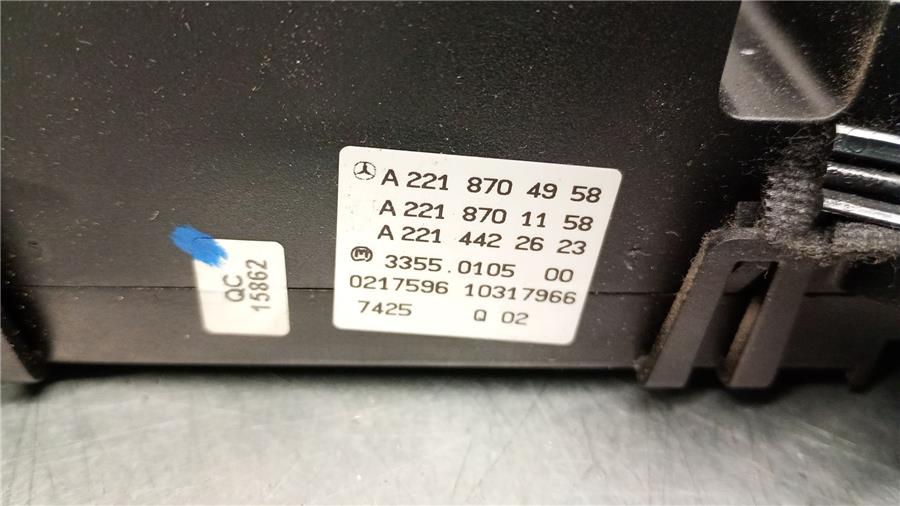 A 221 870 49 58
A 221 870 11 58
A 221 442 26 23
M 3355.0105 00
0217596 10317966
7425 Q 02
QC
15862